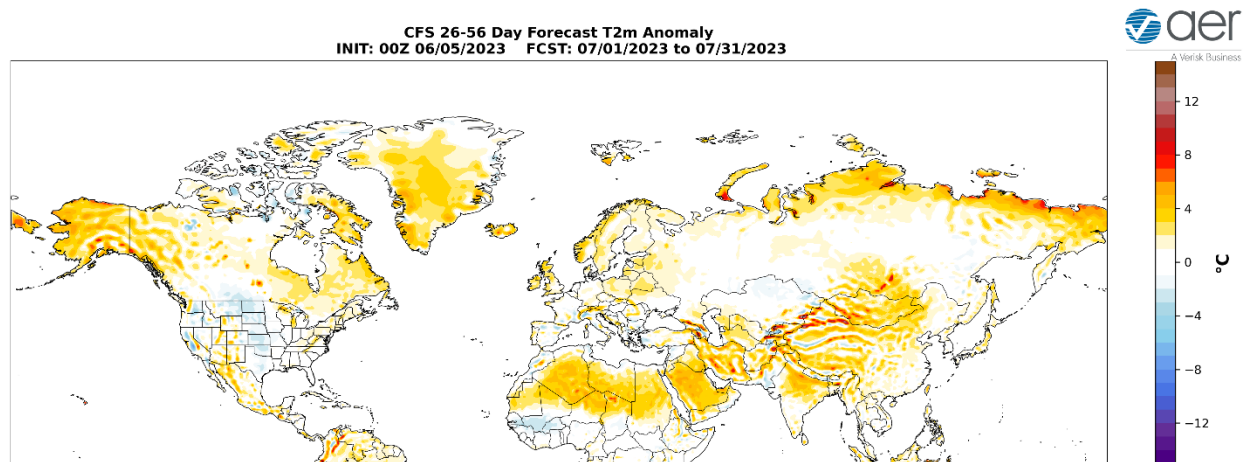 aer
A Verisk Business
CFS 26-56 Day Forecast T2m Anomaly
INIT: 00Z 06/05/2023 FCST: 07/01/2023 to 07/31/2023
12
8
4
0
−4
−8
−12
°C